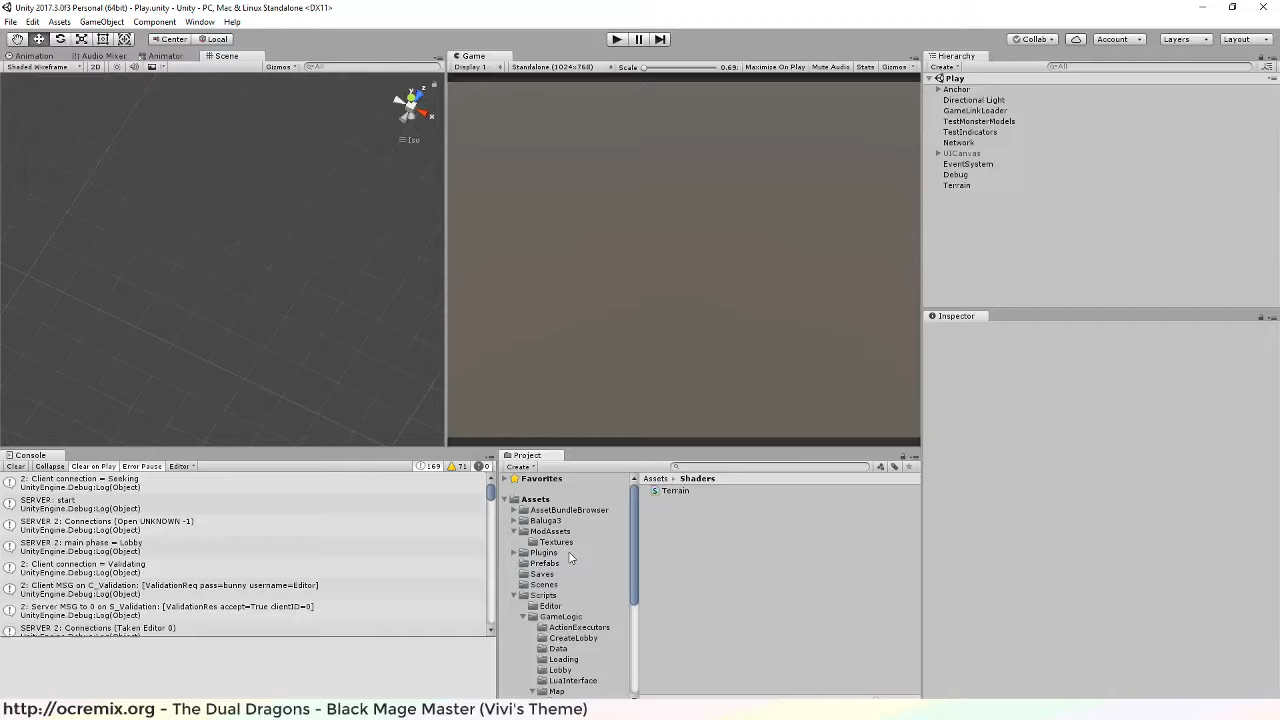 Unity 2017.3.0f3 Personal (64bit) - Play.unity - Unity - PC, Mac & Linux Standalone <DX11>
File Edit Assets GameObject Component Window Help
Center Local Collab Account Layers Layout
Animation Audio Mixer Animator Scene Game Hierarchy
Shaded Wireframe 2D Gizmos All Display 1 Standalone (1024x768) Scale 0.69: Maximize On Play Mute Audio Stats Gizmos Create All
Play
Anchor
Directional Light
GameLinkLoader
TestMonsterModels
TestIndicators
Network
UICanvas
EventSystem
Debug
Terrain
y z x
Iso
Inspector
Console
Clear Collapse Clear on Play Error Pause Editor 169 71 0
2: Client connection = Seeking
UnityEngine.Debug:Log(Object)
SERVER: start
UnityEngine.Debug:Log(Object)
SERVER 2: Connections (Open UNKNOWN -1)
UnityEngine.Debug:Log(Object)
SERVER 2: main phase = Lobby
UnityEngine.Debug:Log(Object)
2: Client connection = Validating
UnityEngine.Debug:Log(Object)
2: Client MSG on C_Validation: [ValidationReq pass=bunny username=Editor]
UnityEngine.Debug:Log(Object)
2: Server MSG to 0 on S_Validation: [ValidationRes accept=True clientID=0]
UnityEngine.Debug:Log(Object)
SERVER 2: Connections (Taken Editor 0)
UnityEngine.Debug:Log(Object)
Project
Create
Favorites
Assets
AssetBundleBrowser
Baluga3
ModAssets
Textures
Plugins
Prefabs
Saves
Scenes
Scripts
Editor
GameLogic
ActionExecutors
CreateLobby
Data
Loading
Lobby
LuaInterface
Map
Assets Shaders
Terrain
http://ocremix.org - The Dual Dragons - Black Mage Master (Vivi's Theme)